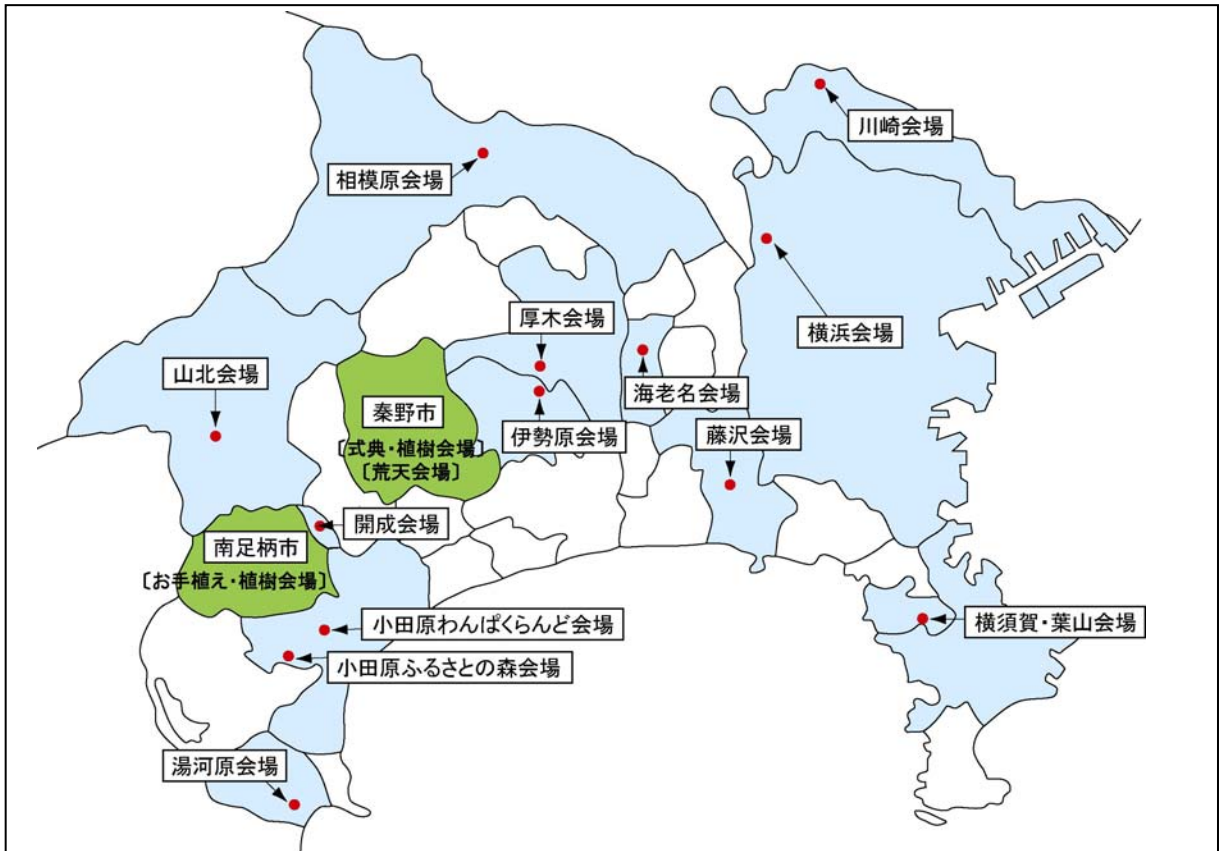 川崎会場
相模原会場
横浜会場
厚木会場
山北会場
海老名会場
秦野市
〔式典・植樹会場〕
〔荒天会場〕
伊勢原会場
藤沢会場
開成会場
南足柄市
〔お手植え・植樹会場〕
小田原わんぱくらんど会場
横須賀・葉山会場
小田原ふるさとの森会場
湯河原会場